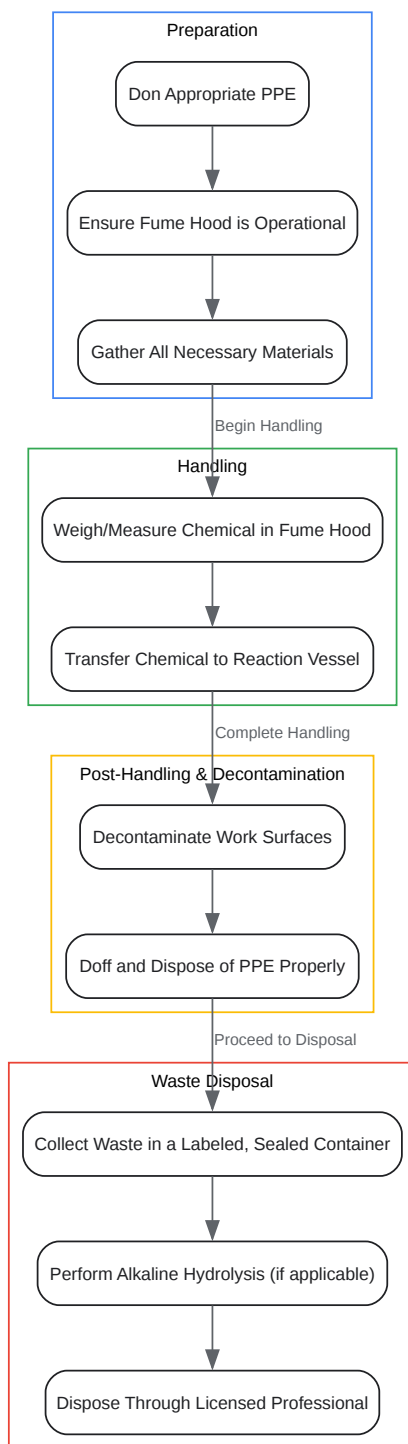 Preparation
Don Appropriate PPE
Ensure Fume Hood is Operational
Gather All Necessary Materials
Begin Handling
Handling
Weigh/Measure Chemical in Fume Hood
Transfer Chemical to Reaction Vessel
Complete Handling
Post-Handling & Decontamination
Decontaminate Work Surfaces
Doff and Dispose of PPE Properly
Proceed to Disposal
Waste Disposal
Collect Waste in a Labeled, Sealed Container
Perform Alkaline Hydrolysis (if applicable)
Dispose Through Licensed Professional